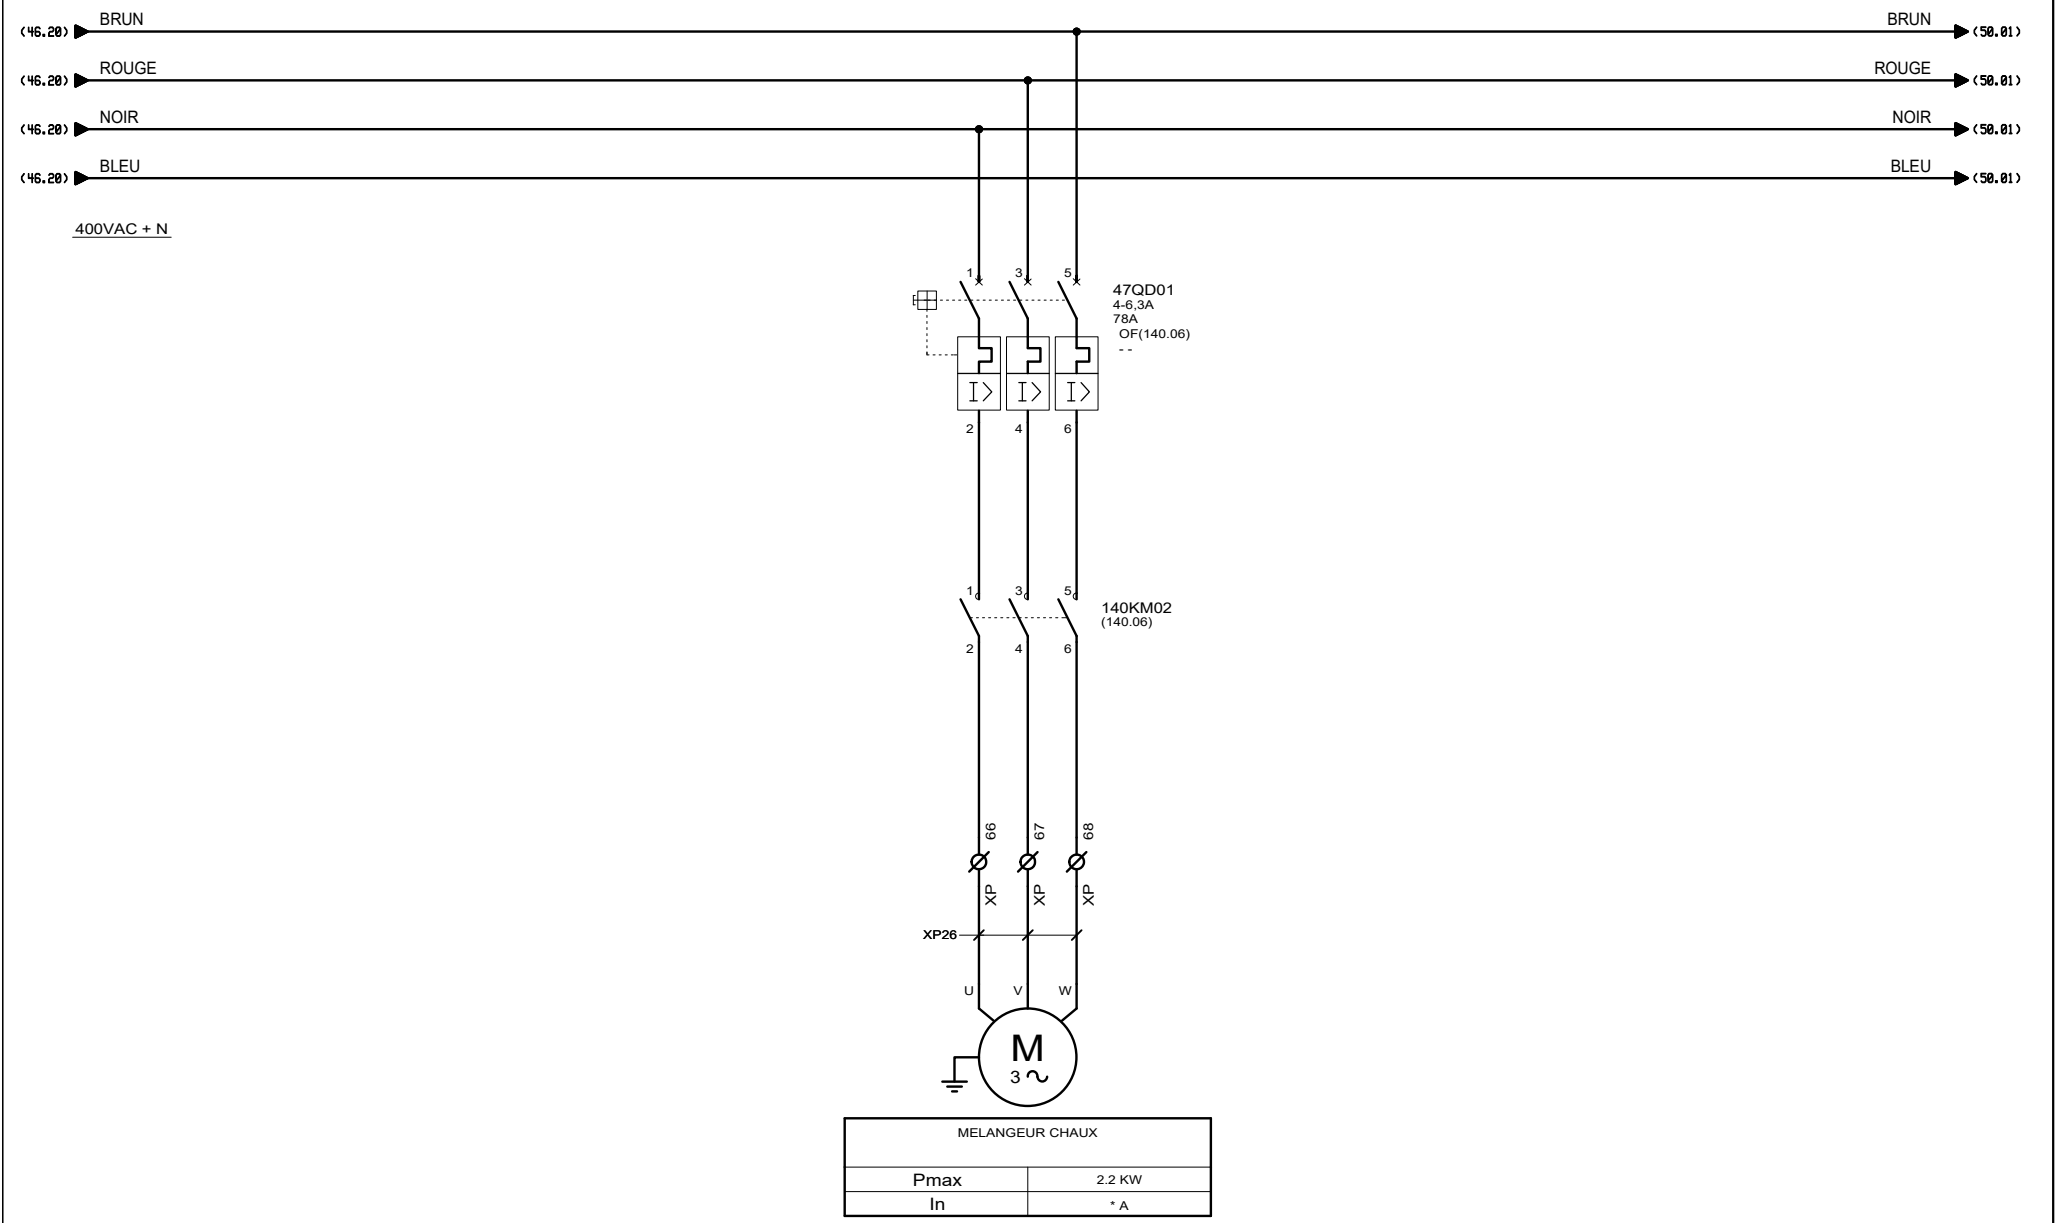 BRUN BRUN
(46.20) (50.01)
ROUGE ROUGE
(46.20) (50.01)
NOIR NOIR
(46.20) (50.01)
BLEU BLEU
(46.20) (50.01)
400VAC + N
1 3 5
47QD01
4-6,3A
78A
OF(140.06)
- -
I> I> I>
2 4 6
1 3 5
140KM02
(140.06)
2 4 6
66 67 68
XP XP XP
XP26
U V W
M
3
MELANGEUR CHAUX
Pmax 2.2 KW
In * A